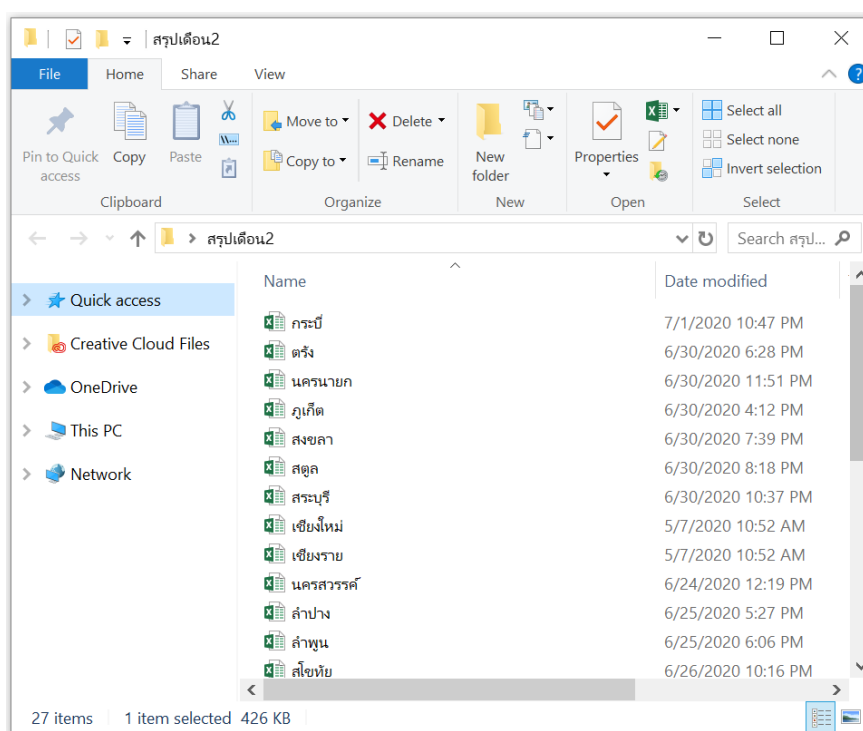 สรุปเดือน2
File Home Share View
Pin to Quick access
Copy
Paste
Move to
Copy to
Delete
Rename
New folder
Properties
Select all
Select none
Invert selection
Clipboard Organize New Open Select
สรุปเดือน2
Search สรุป...
Name Date modified
Quick access
Creative Cloud Files
OneDrive
This PC
Network
กระบี่ 7/1/2020 10:47 PM
ตรัง 6/30/2020 6:28 PM
นครนายก 6/30/2020 11:51 PM
ภูเก็ต 6/30/2020 4:12 PM
สงขลา 6/30/2020 7:39 PM
สตูล 6/30/2020 8:18 PM
สระบุรี 6/30/2020 10:37 PM
เชียงใหม่ 5/7/2020 10:52 AM
เชียงราย 5/7/2020 10:52 AM
นครสวรรค์ 6/24/2020 12:19 PM
ลำปาง 6/25/2020 5:27 PM
ลำพูน 6/25/2020 6:06 PM
สุโขทัย 6/26/2020 10:16 PM
27 items 1 item selected 426 KB